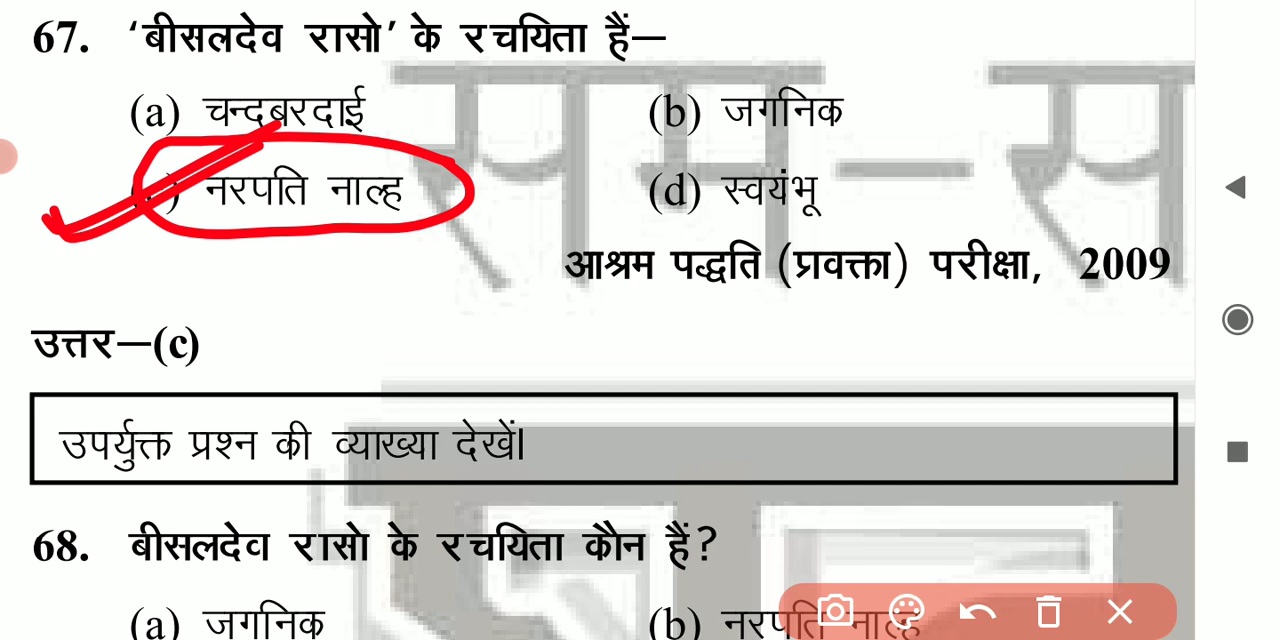 67. ‘बीसलदेव रासो’ के रचयिता हैं—
(a) चन्दबरदाई (b) जगनिक
(c) नरपति नाल्ह (d) स्वयंभू
आश्रम पद्धति (प्रवक्ता) परीक्षा, 2009
उत्तर—(c)
उपर्युक्त प्रश्न की व्याख्या देखें।
68. बीसलदेव रासो के रचयिता कौन हैं?
(a) जगनिक (b) नरपति नाल्ह